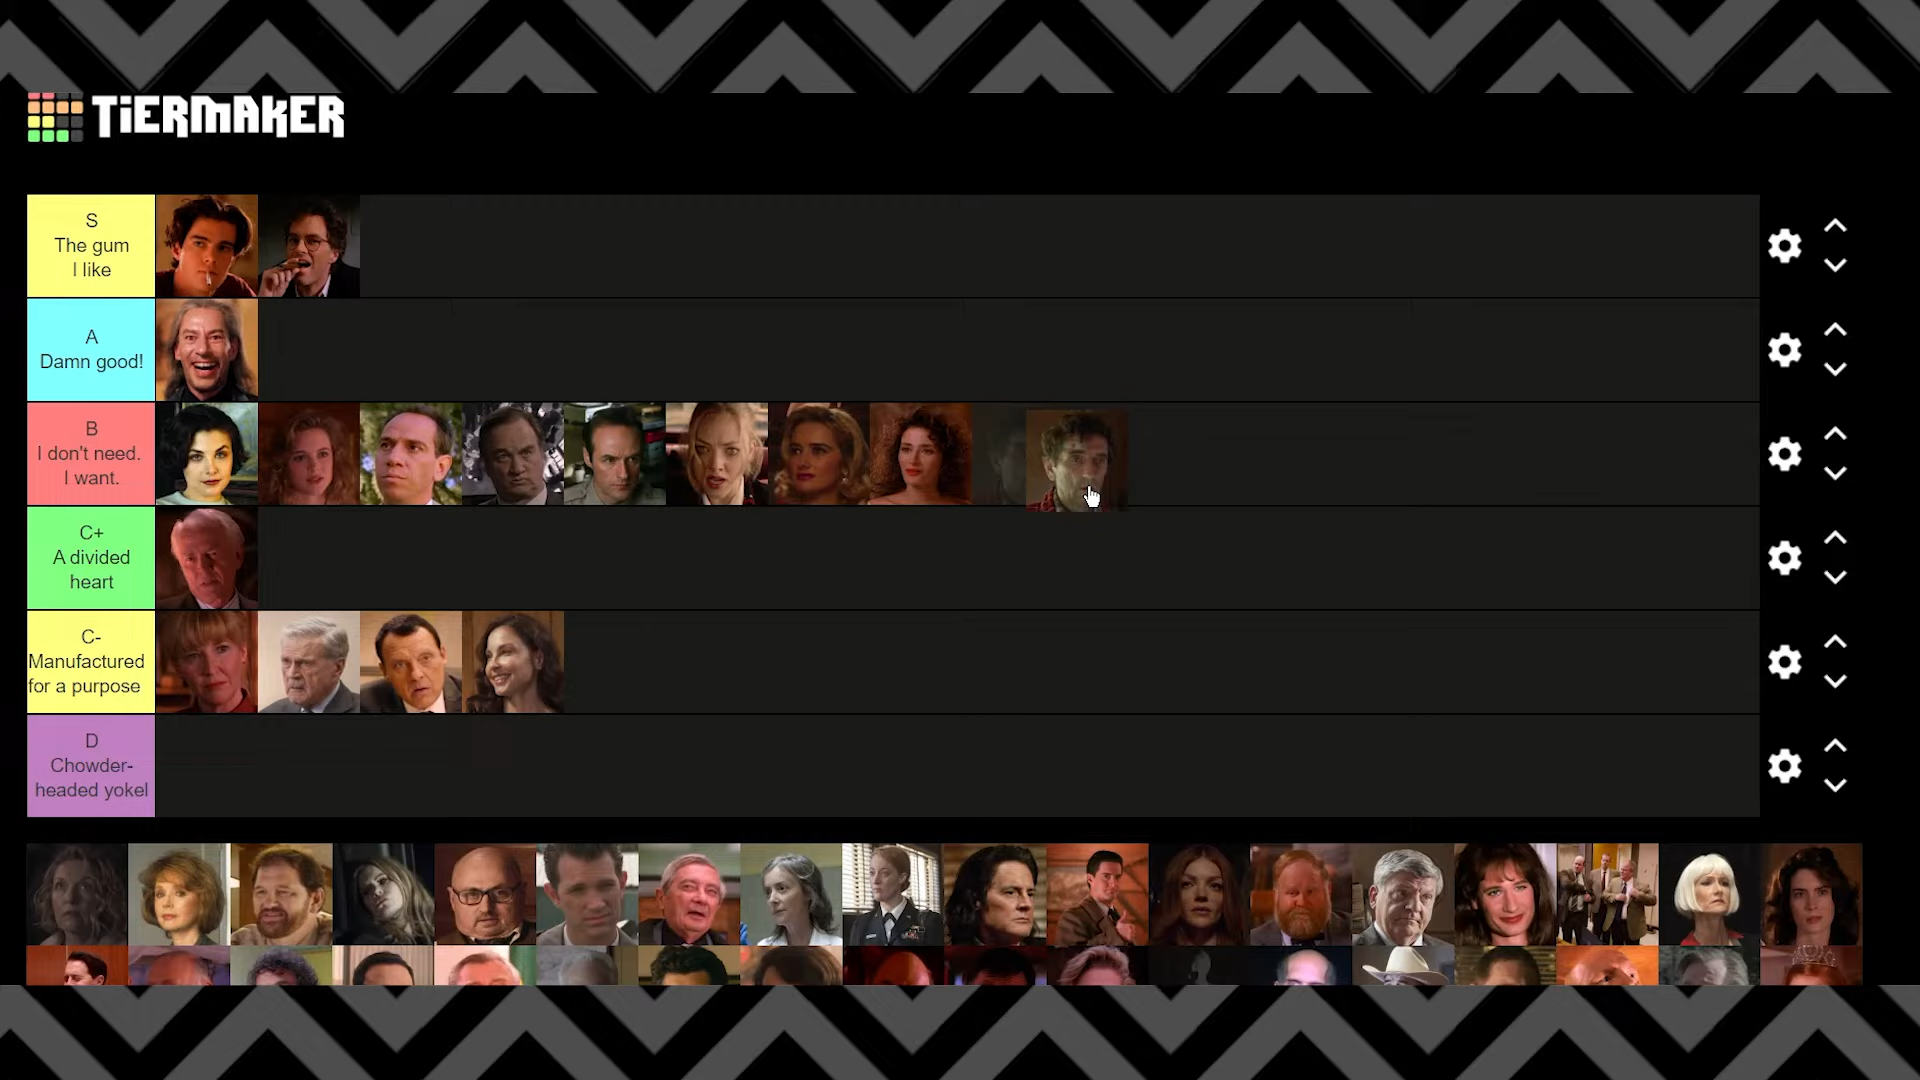 TiERMAKER
S
The gum
I like
A
Damn good!
B
I don't need.
I want.
C+
A divided
heart
C-
Manufactured
for a purpose
D
Chowder-
headed yokel